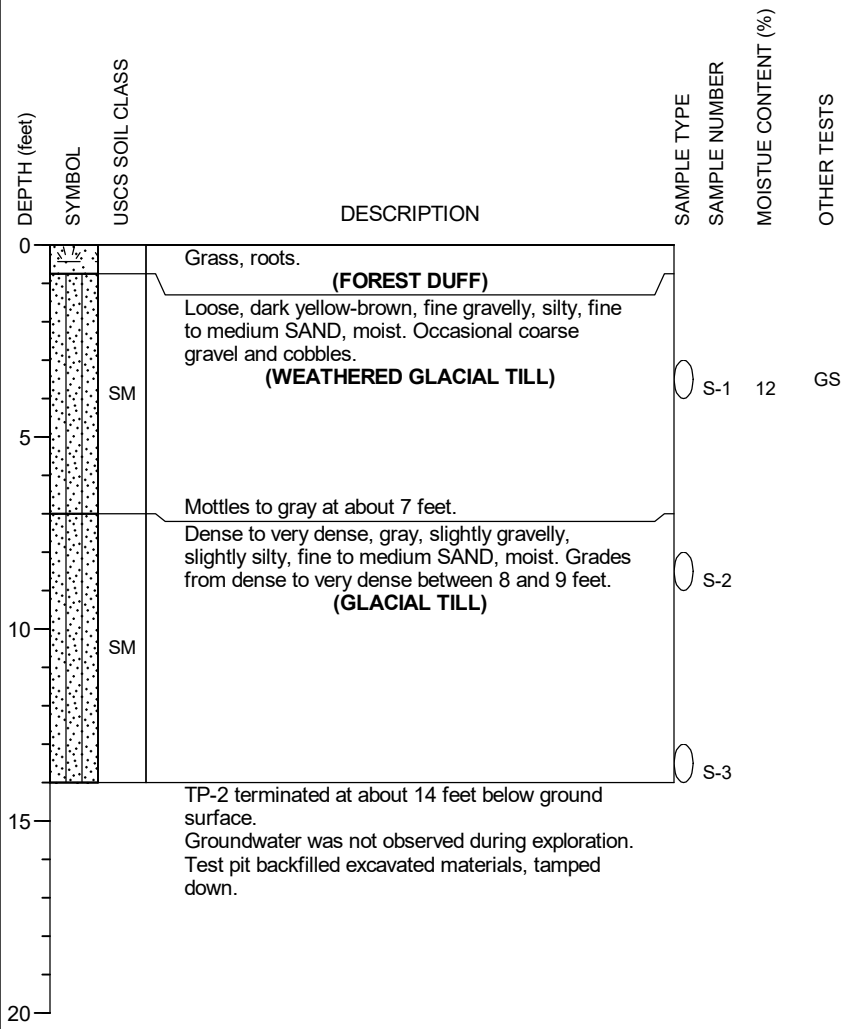 DEPTH (feet)
SYMBOL
USCS SOIL CLASS
DESCRIPTION
SAMPLE TYPE
SAMPLE NUMBER
MOISTUE CONTENT (%)
OTHER TESTS
0
Grass, roots.
(FOREST DUFF)
Loose, dark yellow-brown, fine gravelly, silty, fine
to medium SAND, moist. Occasional coarse
gravel and cobbles.
(WEATHERED GLACIAL TILL)
SM
S-1 12 GS
5
Mottles to gray at about 7 feet.
Dense to very dense, gray, slightly gravelly,
slightly silty, fine to medium SAND, moist. Grades
from dense to very dense between 8 and 9 feet.
(GLACIAL TILL)
S-2
10
SM
S-3
TP-2 terminated at about 14 feet below ground
surface.
15
Groundwater was not observed during exploration.
Test pit backfilled excavated materials, tamped
down.
20